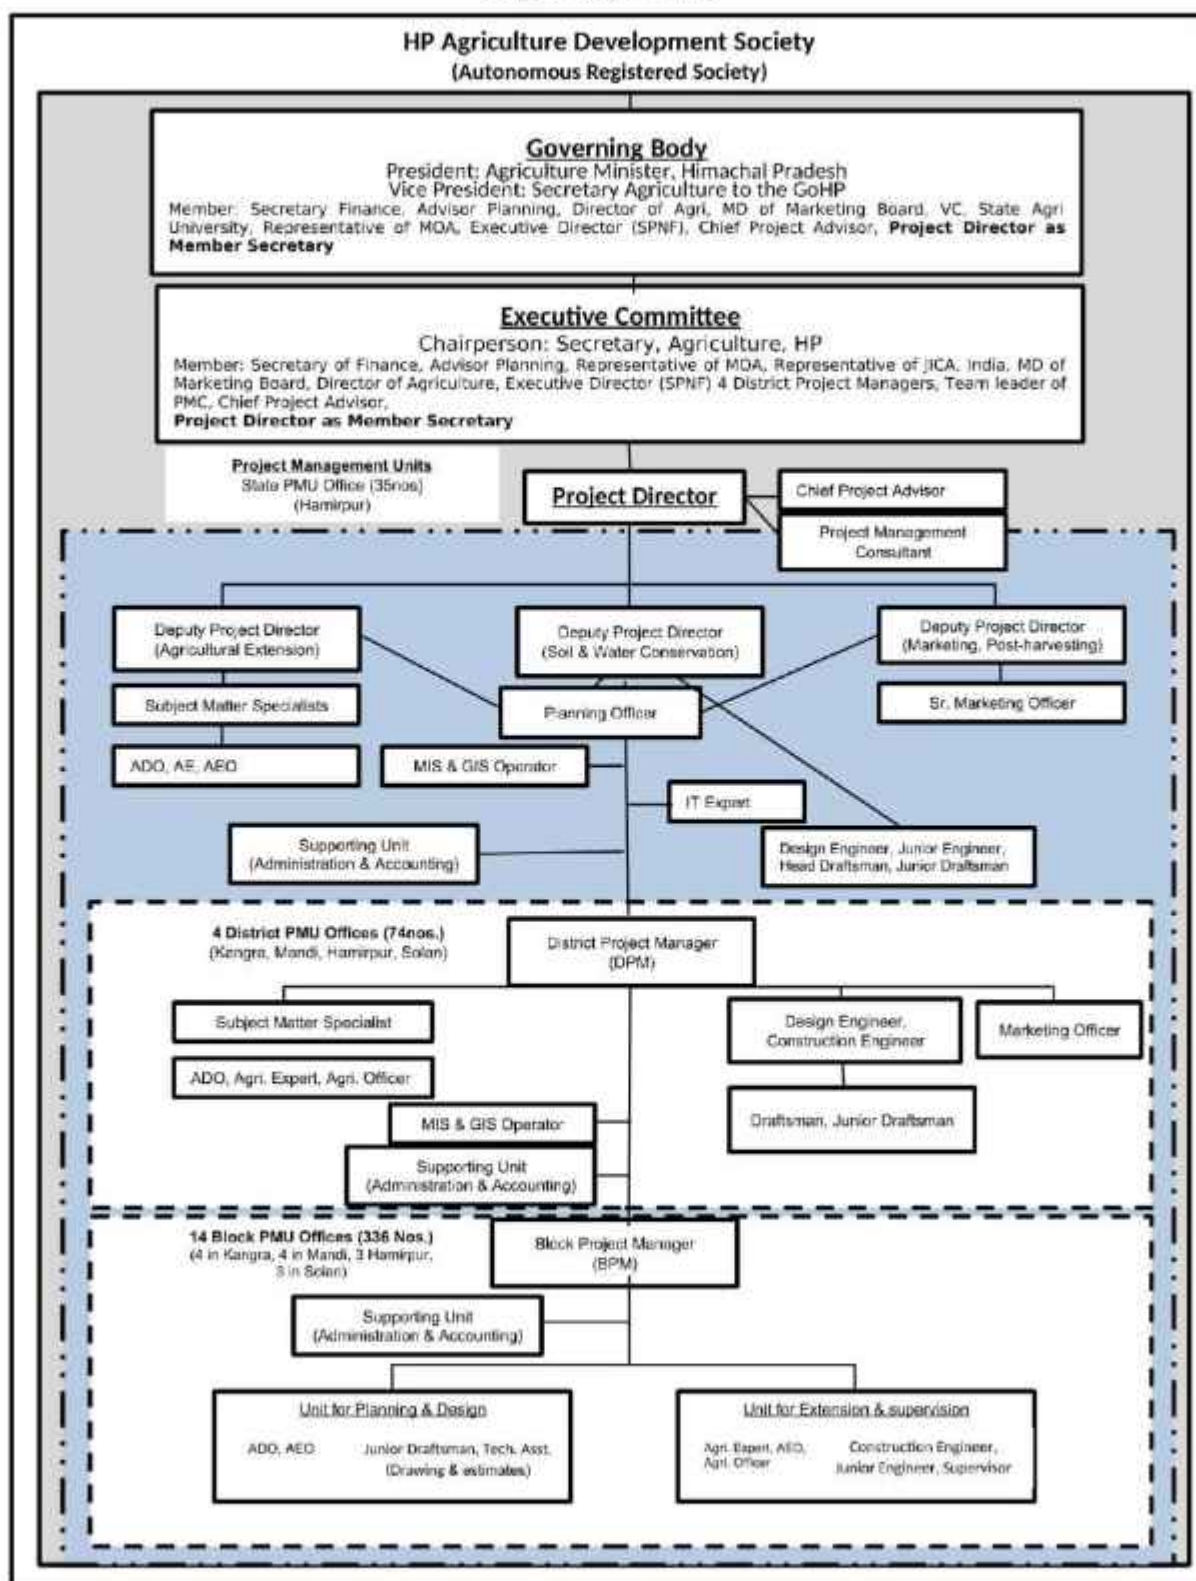 HP Agriculture Development Society
(Autonomous Registered Society)
Governing Body
President: Agriculture Minister, Himachal Pradesh
Vice President: Secretary Agriculture to the GoHP
Member: Secretary Finance, Advisor Planning, Director of Agri, MD of Marketing Board, VC, State Agri
University, Representative of MOA, Executive Director (SPNF), Chief Project Advisor, Project Director as
Member Secretary
Executive Committee
Chairperson: Secretary, Agriculture, HP
Member: Secretary of Finance, Advisor Planning, Representative of MOA, Representative of JICA, India, MD of
Marketing Board, Director of Agriculture, Executive Director (SPNF) 4 District Project Managers, Team leader of
PMC, Chief Project Advisor,
Project Director as Member Secretary
Project Management Units
State PMU Office (35nos)
(Hamirpur)
Project Director
Chief Project Advisor
Project Management
Consultant
Deputy Project Director
(Agricultural Extension)
Deputy Project Director
(Soil & Water Conservation)
Deputy Project Director
(Marketing, Post-harvesting)
Subject Matter Specialists
Planning Officer
Sr. Marketing Officer
ADO, AE, AEO
MIS & GIS Operator
IT Expert
Supporting Unit
(Administration & Accounting)
Design Engineer, Junior Engineer,
Head Draftsman, Junior Draftsman
4 District PMU Offices (74nos.)
(Kangra, Mandi, Hamirpur, Solan)
District Project Manager
(DPM)
Subject Matter Specialist
Design Engineer,
Construction Engineer
Marketing Officer
ADO, Agri. Expert, Agri. Officer
MIS & GIS Operator
Draftsman, Junior Draftsman
Supporting Unit
(Administration & Accounting)
14 Block PMU Offices (336 Nos.)
(4 in Kangra, 4 in Mandi, 3 Hamirpur,
3 in Solan)
Block Project Manager
(BPM)
Supporting Unit
(Administration & Accounting)
Unit for Planning & Design
ADO, AEO
Junior Draftsman, Tech. Asst.
(Drawing & estimates)
Unit for Extension & supervision
Agri. Expert, AEO,
Agri. Officer
Construction Engineer,
Junior Engineer, Supervisor